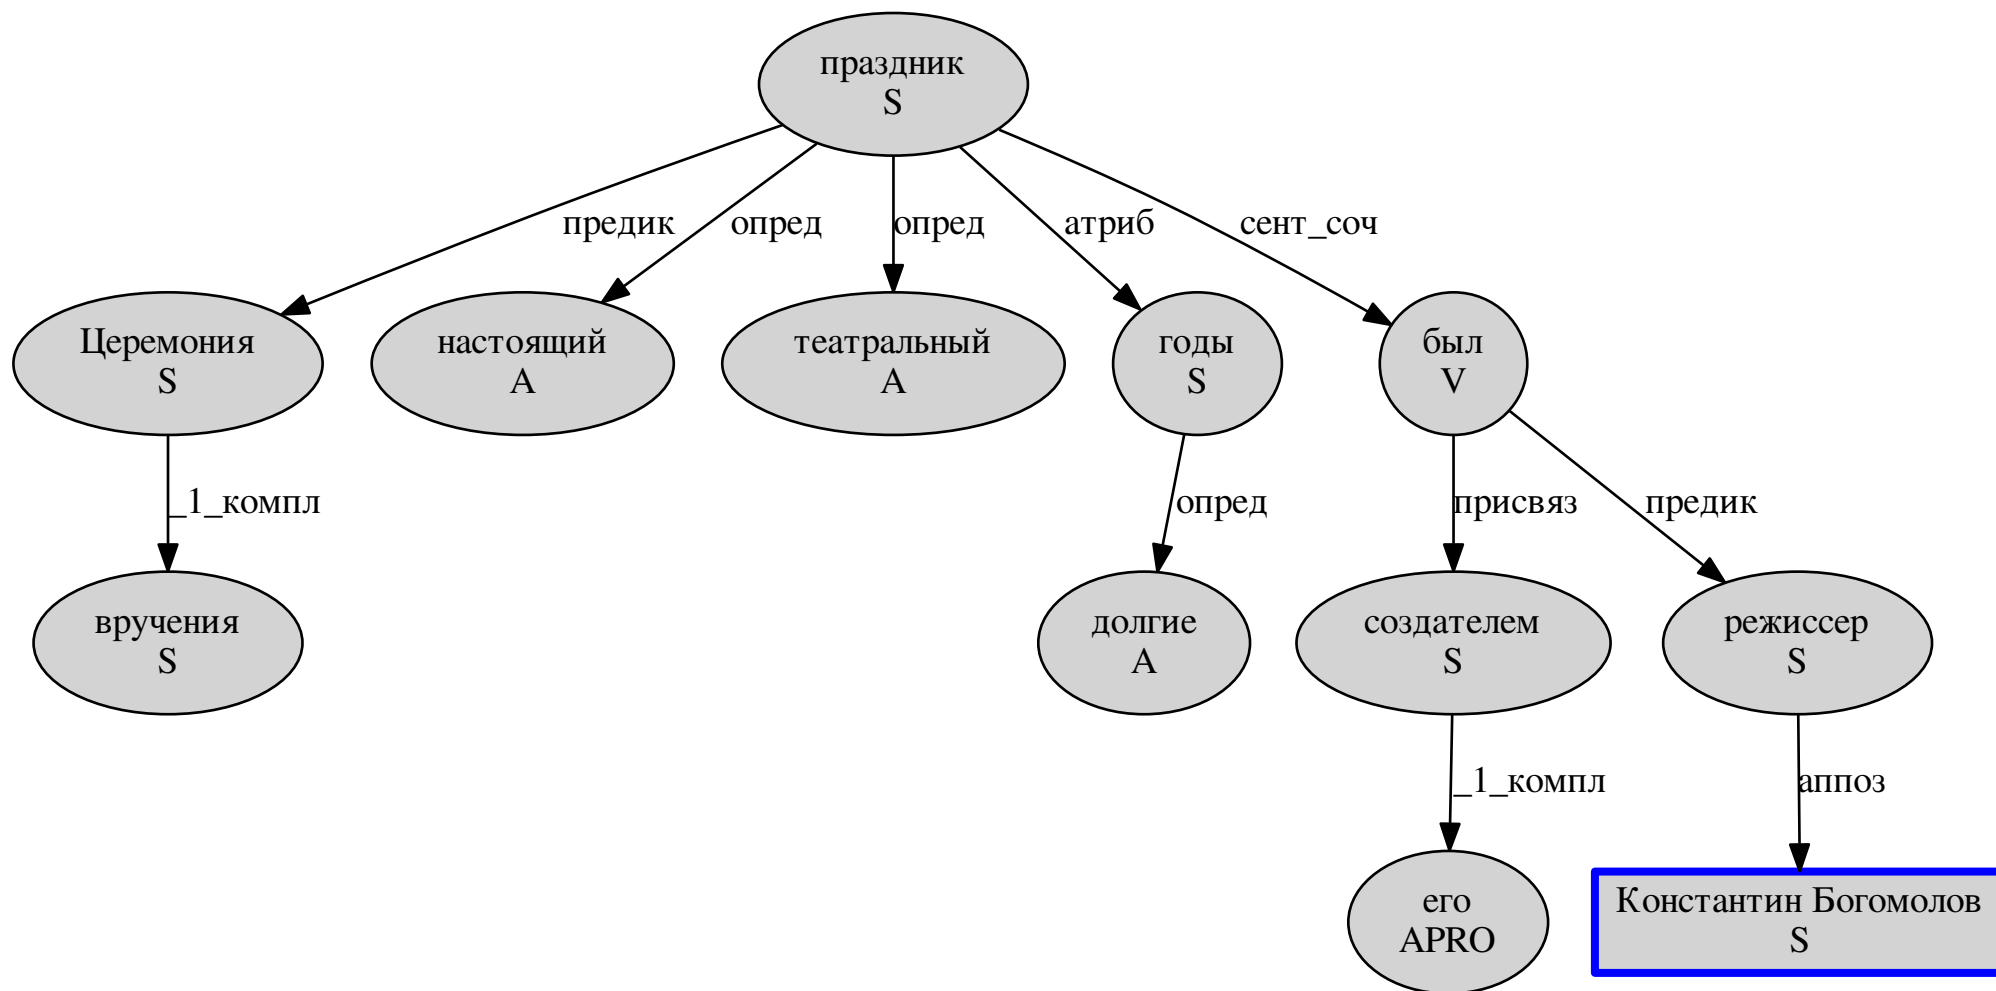 праздник
S
предик
опред
опред
атриб
сент_соч
Церемония
S
настоящий
A
театральный
A
годы
S
был
V
_1_компл
опред
присвяз
предик
вручения
S
долгие
A
создателем
S
режиссер
S
_1_компл
аппоз
его
APRO
Константин Богомолов
S